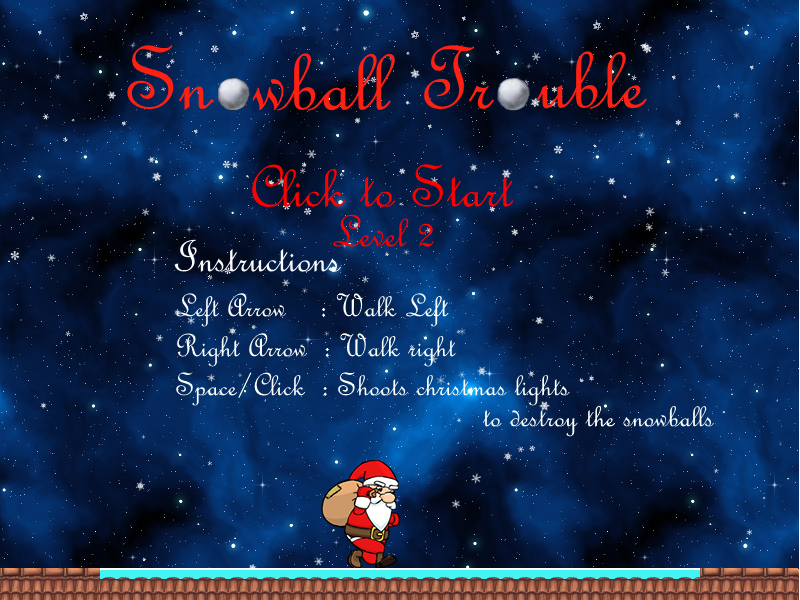 Snowball Trouble
Click to Start
Level 2
Instructions
Left Arrow : Walk Left
Right Arrow : Walk right
Space/Click : Shoots christmas lights
to destroy the snowballs